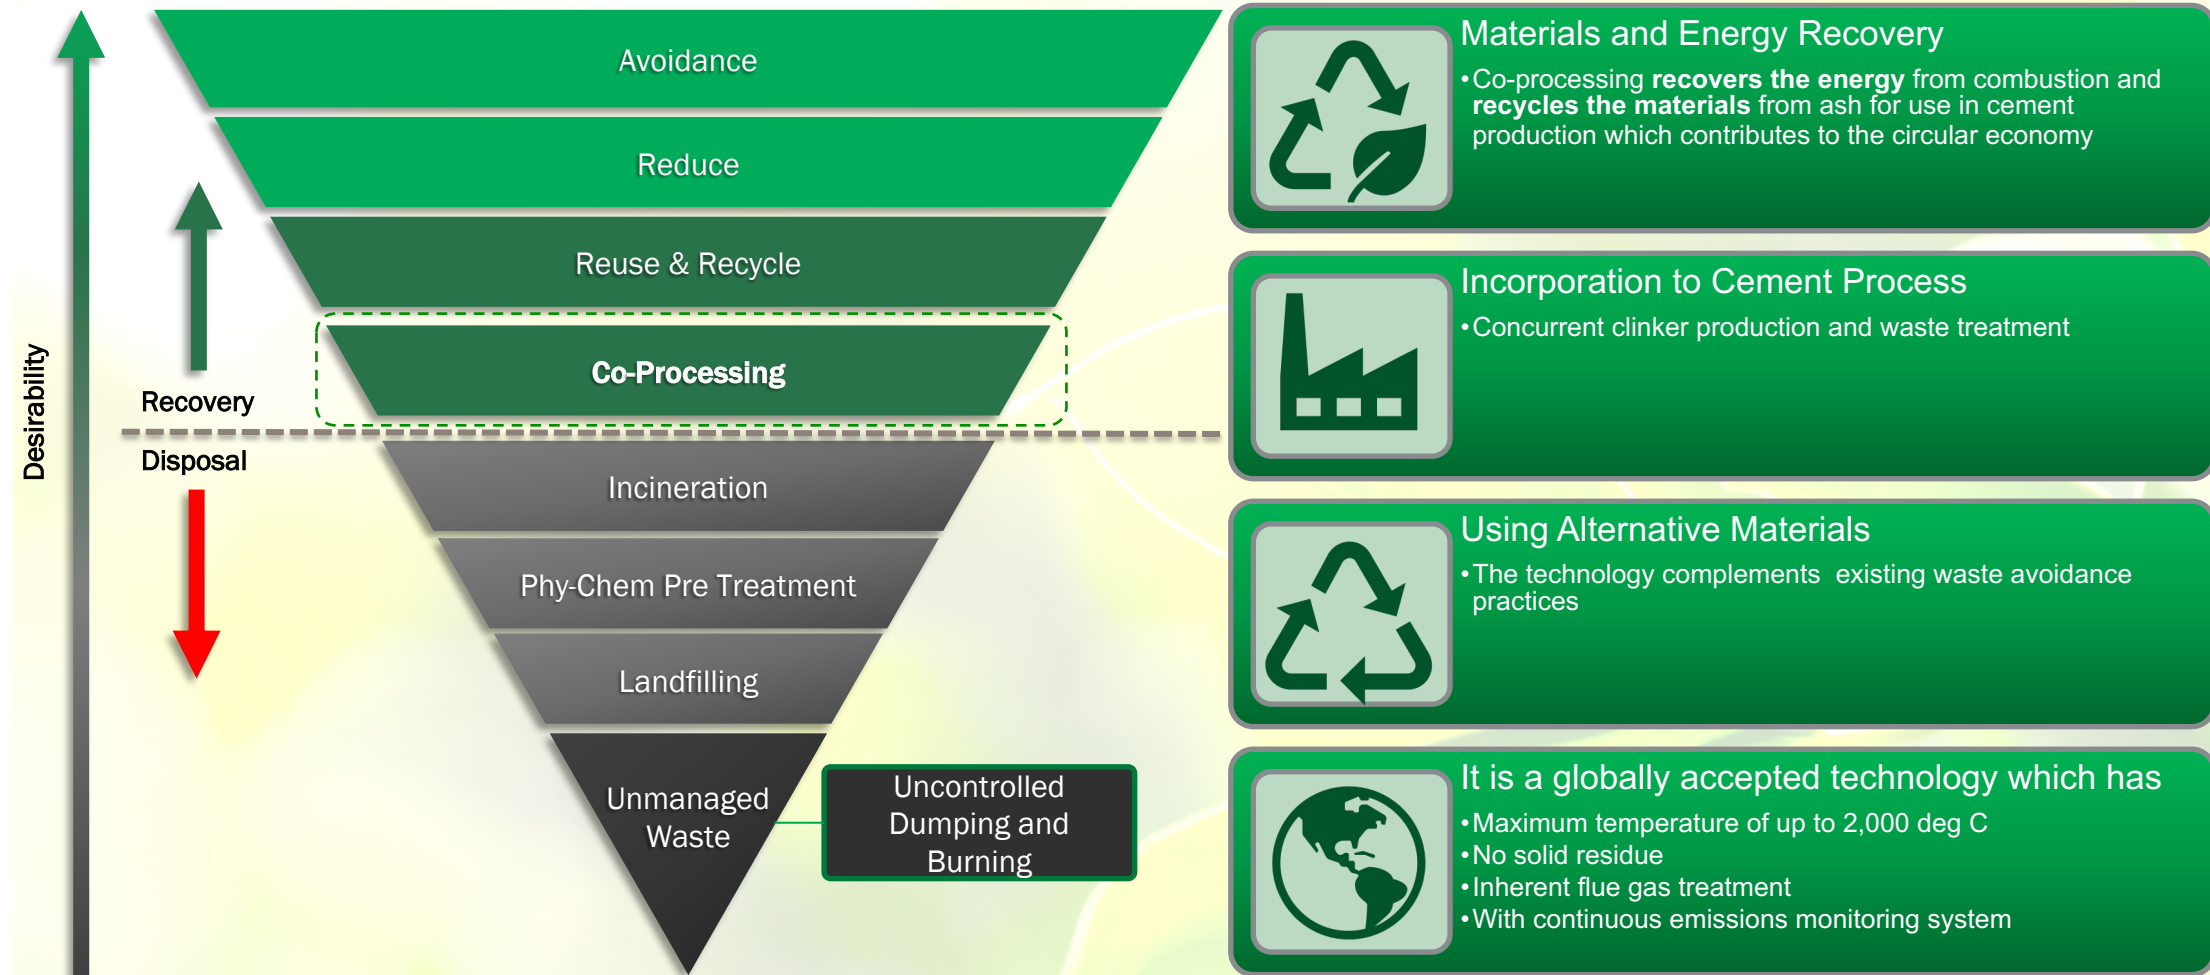 Desirability
Recovery
Disposal
Avoidance
Reduce
Reuse & Recycle
Co-Processing
Incineration
Phy-Chem Pre Treatment
Landfilling
Unmanaged
Waste
Uncontrolled
Dumping and
Burning
Materials and Energy Recovery
•Co-processing recovers the energy from combustion and
recycles the materials from ash for use in cement
production which contributes to the circular economy
Incorporation to Cement Process
•Concurrent clinker production and waste treatment
Using Alternative Materials
•The technology complements  existing waste avoidance
practices
It is a globally accepted technology which has
•Maximum temperature of up to 2,000 deg C
•No solid residue
•Inherent flue gas treatment
•With continuous emissions monitoring system